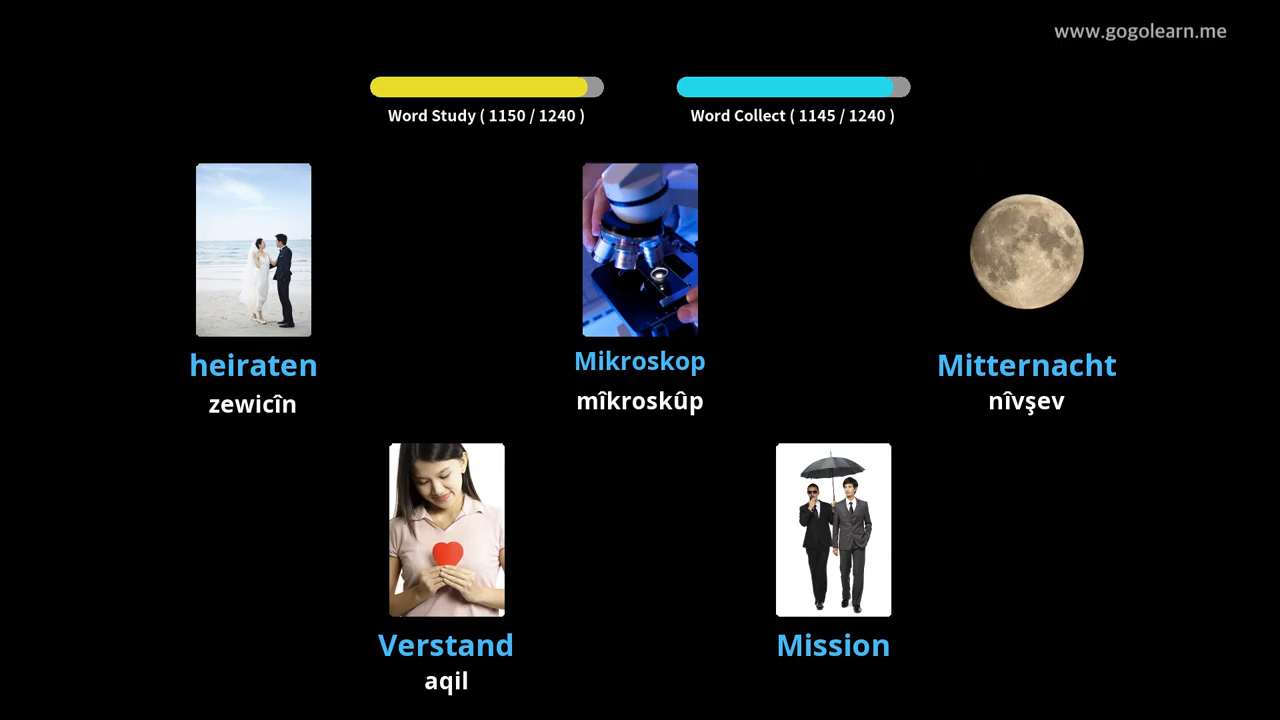 www.gogolearn.me
Word Study ( 1150 / 1240 )
Word Collect ( 1145 / 1240 )
heiraten
zewicîn
Mikroskop
mîkroskûp
Mitternacht
nîvşev
Verstand
aqil
Mission